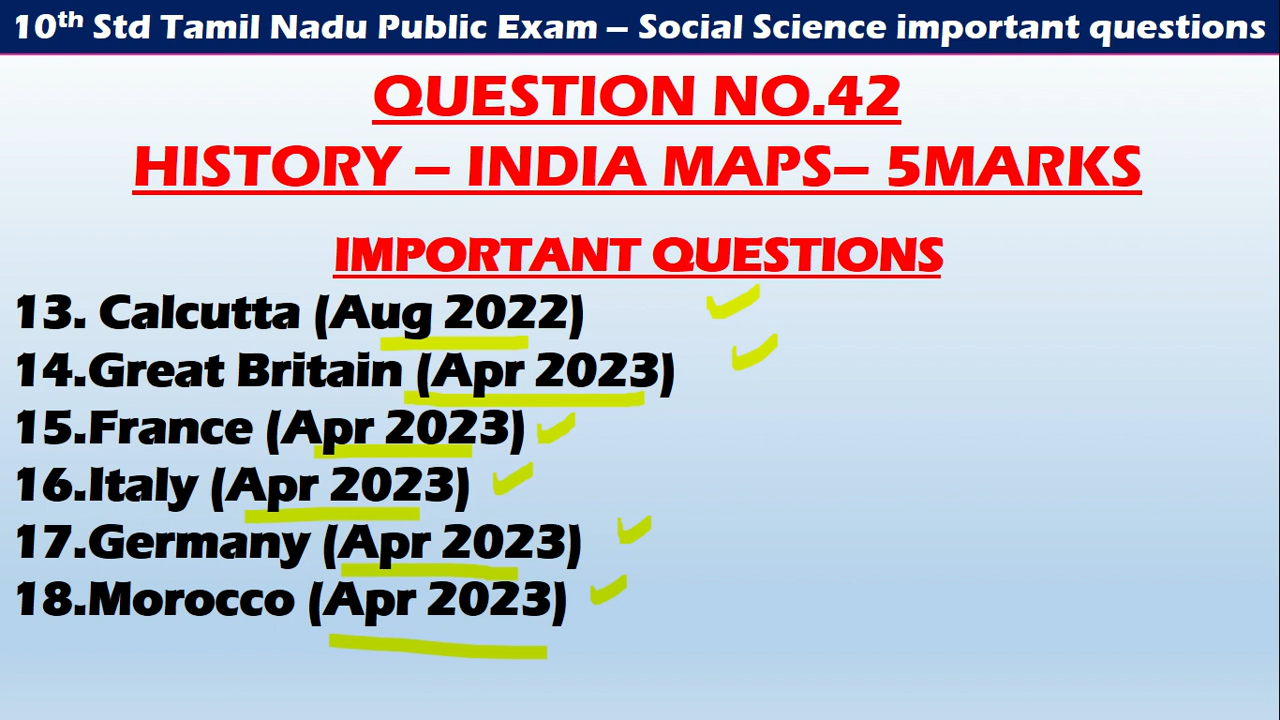 10th Std Tamil Nadu Public Exam – Social Science important questions
QUESTION NO.42
HISTORY – INDIA MAPS– 5MARKS
IMPORTANT QUESTIONS
13. Calcutta (Aug 2022)
14.Great Britain (Apr 2023)
15.France (Apr 2023)
16.Italy (Apr 2023)
17.Germany (Apr 2023)
18.Morocco (Apr 2023)